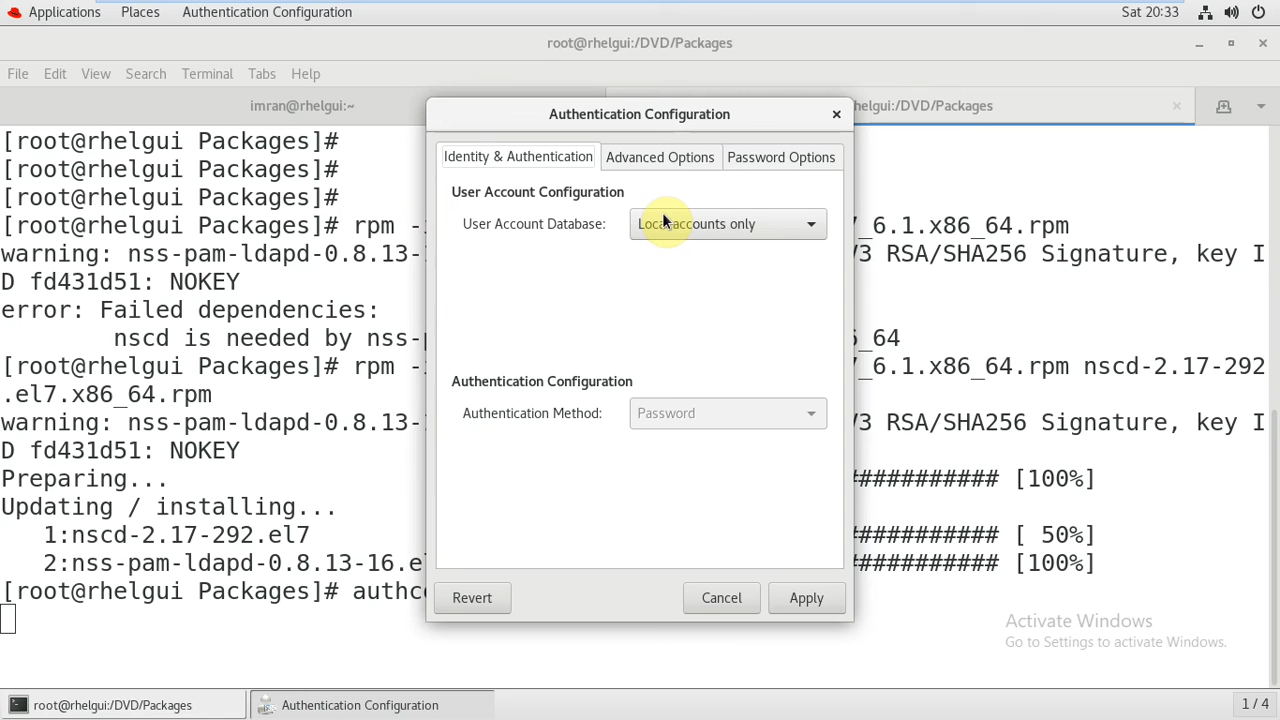 Applications Places Authentication Configuration Sat 20:33
root@rhelgui:/DVD/Packages
File Edit View Search Terminal Tabs Help
imran@rhelgui:~ helgui:/DVD/Packages
Authentication Configuration
Identity & Authentication Advanced Options Password Options
User Account Configuration
User Account Database: Local accounts only
Authentication Configuration
Authentication Method: Password
Revert Cancel Apply
[root@rhelgui Packages]#
[root@rhelgui Packages]#
[root@rhelgui Packages]#
[root@rhelgui Packages]# rpm - 7_6.1.x86_64.rpm
warning: nss-pam-ldapd-0.8.13- V3 RSA/SHA256 Signature, key I
D fd431d51: NOKEY
error: Failed dependencies:
nscd is needed by nss- 6_64
[root@rhelgui Packages]# rpm - 7_6.1.x86_64.rpm nscd-2.17-292
.el7.x86_64.rpm
warning: nss-pam-ldapd-0.8.13- V3 RSA/SHA256 Signature, key I
D fd431d51: NOKEY
Preparing... ########### [100%]
Updating / installing...
1:nscd-2.17-292.el7 ########### [ 50%]
2:nss-pam-ldapd-0.8.13-16.el ########### [100%]
[root@rhelgui Packages]# authc
Activate Windows
Go to Settings to activate Windows.
root@rhelgui:/DVD/Packages Authentication Configuration 1 / 4